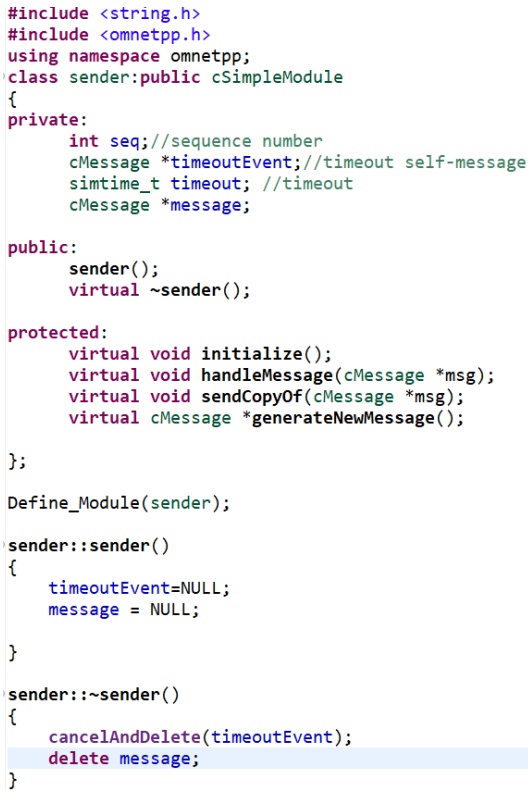 #include <string.h>
#include <omnetpp.h>
using namespace omnetpp;
class sender:public cSimpleModule
{
private:
int seq;//sequence number
cMessage *timeoutEvent;//timeout self-message
simtime_t timeout; //timeout
cMessage *message;
public:
sender();
virtual ~sender();
protected:
virtual void initialize();
virtual void handleMessage(cMessage *msg);
virtual void sendCopyOf(cMessage *msg);
virtual cMessage *generateNewMessage();
};
Define_Module(sender);
sender::sender()
{
timeoutEvent=NULL;
message = NULL;
}
sender::~sender()
{
cancelAndDelete(timeoutEvent);
delete message;
}